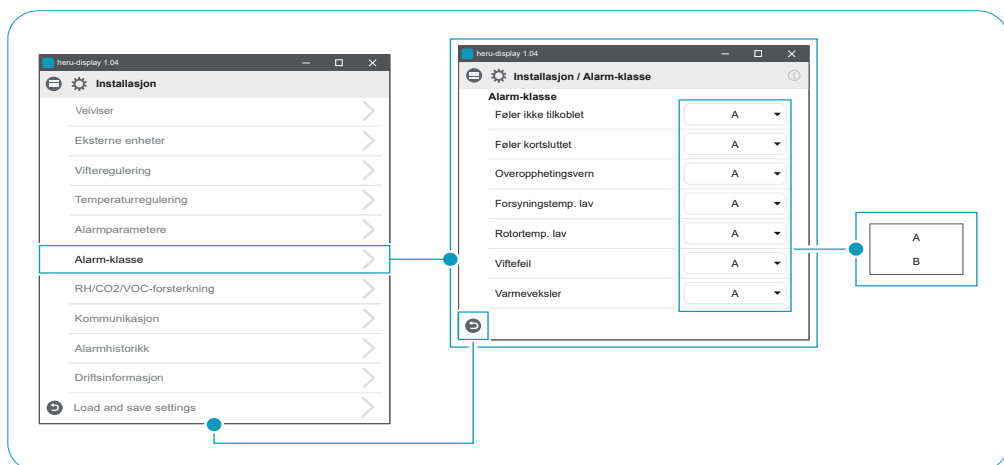 heru-display 1.04
Installasjon
Veiviser
Eksterne enheter
Vifteregulering
Temperaturregulering
Alarmparametere
Alarm-klasse
RH/CO2/VOC-forsterkning
Kommunikasjon
Alarmhistorikk
Driftsinformasjon
Load and save settings
heru-display 1.04
Installasjon / Alarm-klasse
Alarm-klasse
Føler ikke tilkoblet A
Føler kortsluttet A
Overopphetingsvern A
Forsyningstemp. lav A
Rotortemp. lav A
Viftefeil A
Varmeveksler A
A
B